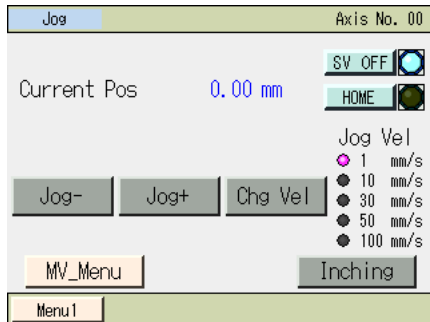 Jog Axis No. 00
SV OFF
Current Pos 0.00 mm
HOME
Jog Vel
1 mm/s
10 mm/s
Jog- Jog+ Chg Vel 30 mm/s
50 mm/s
100 mm/s
MV_Menu Inching
Menu1